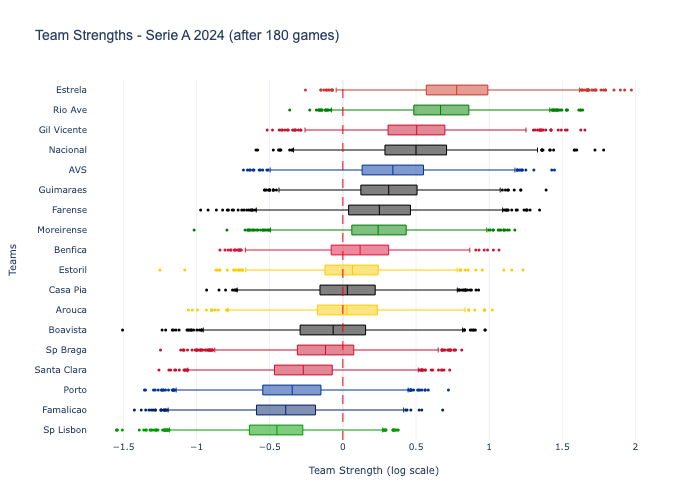 Team Strengths - Serie A 2024 (after 180 games)
Estrela
Rio Ave
Gil Vicente
Nacional
AVS
Guimaraes
Farense
Moreirense
Benfica
Estoril
Casa Pia
Arouca
Boavista
Sp Braga
Santa Clara
Porto
Famalicao
Sp Lisbon
Teams
−1.5 −1 −0.5 0 0.5 1 1.5 2
Team Strength (log scale)